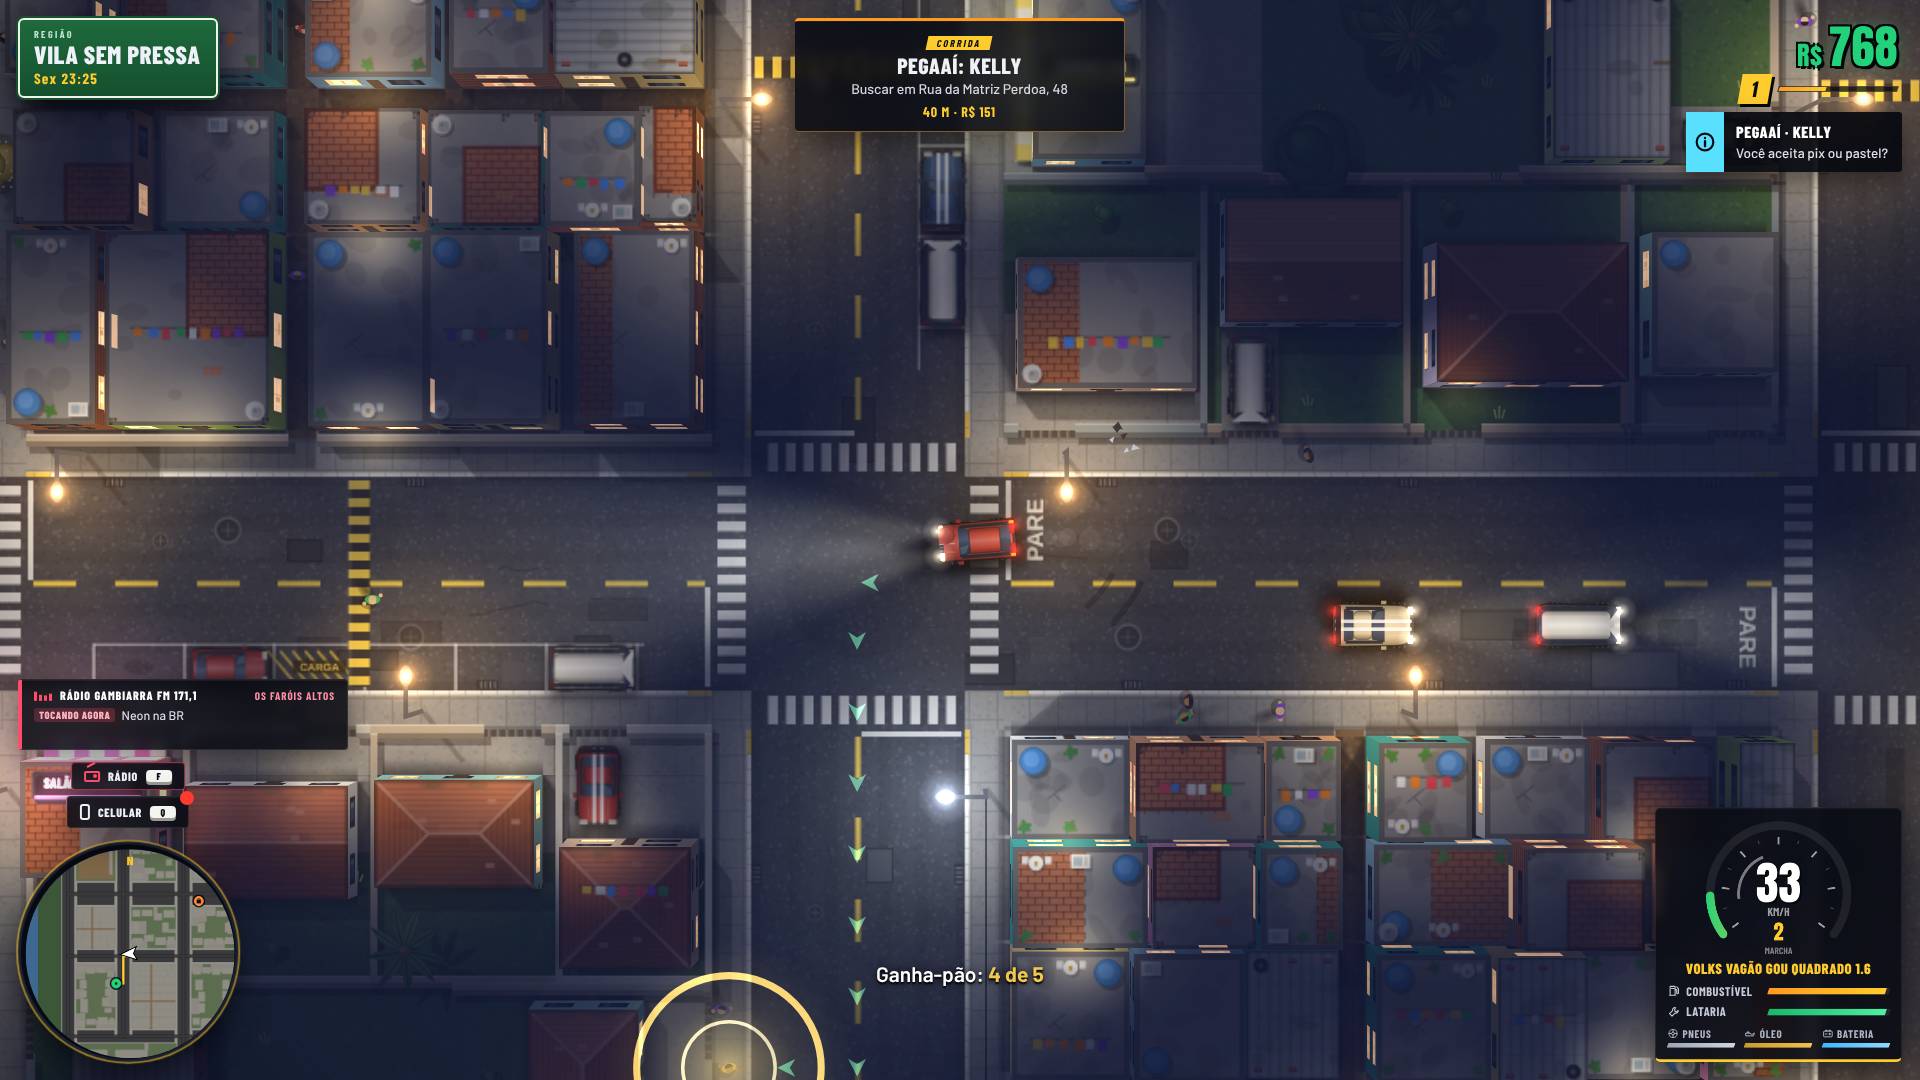 REGIÃO
VILA SEM PRESSA
Sex 23:25
CORRIDA
PEGAAÍ: KELLY
Buscar em Rua da Matriz Perdoa, 48
40 M · R$ 151
R$ 768
1
PEGAAÍ · KELLY
Você aceita pix ou pastel?
PARE
PARE
CARGA
RÁDIO GAMBIARRA FM 171,1
OS FARÓIS ALTOS
TOCANDO AGORA
Neon na BR
RÁDIO F
CELULAR Q
N
Ganha-pão: 4 de 5
33
KM/H
2
MARCHA
VOLKS VAGÃO GOU QUADRADO 1.6
COMBUSTÍVEL
LATARIA
PNEUS
ÓLEO
BATERIA